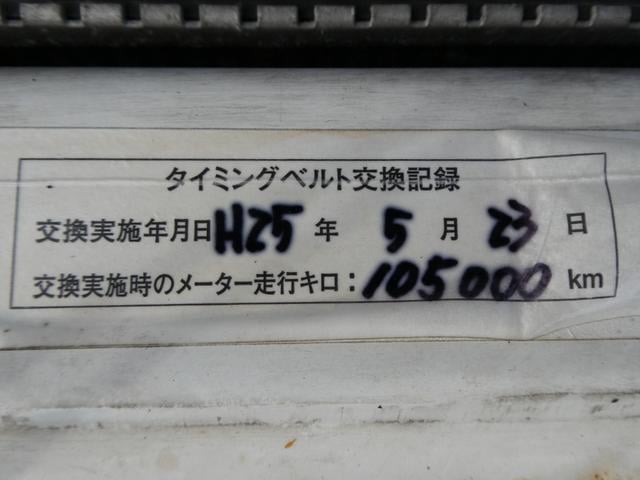 タイミングベルト交換記録
交換実施年月日 H25 年 5 月 23 日
交換実施時のメーター走行キロ：105000 km